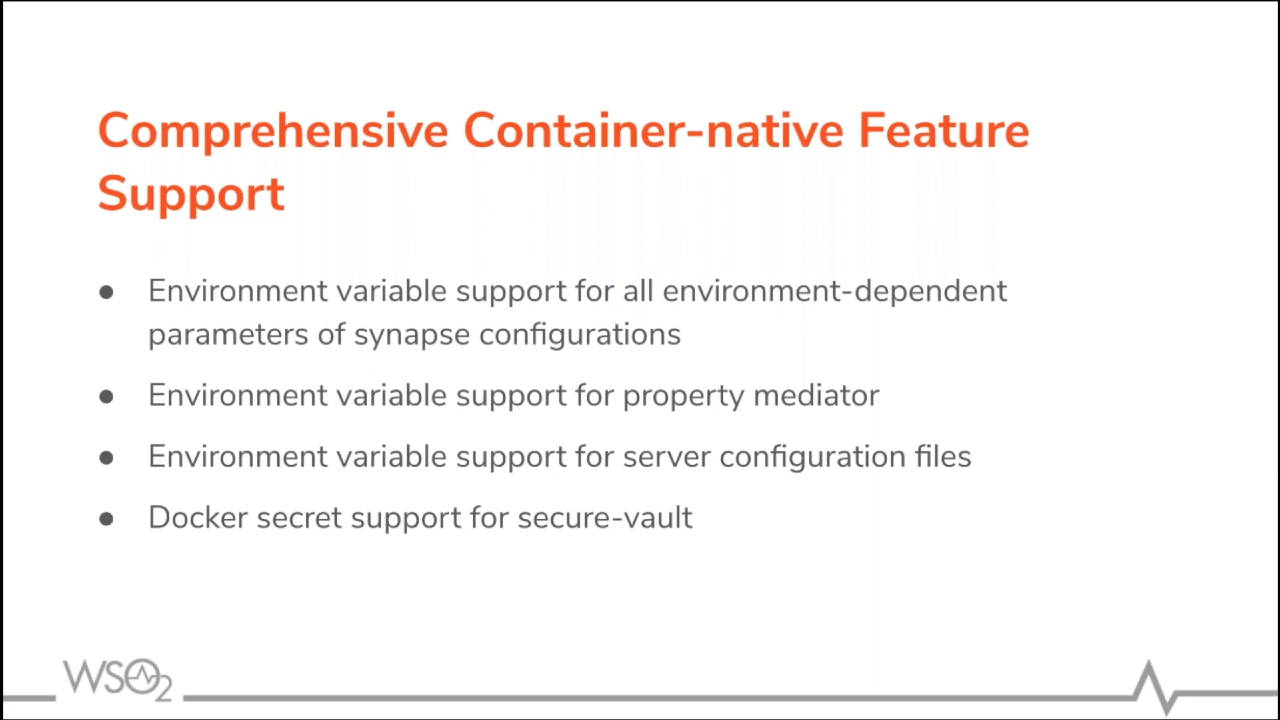 Comprehensive Container-native Feature
Support
● Environment variable support for all environment-dependent
parameters of synapse configurations
● Environment variable support for property mediator
● Environment variable support for server configuration files
● Docker secret support for secure-vault
WSO2